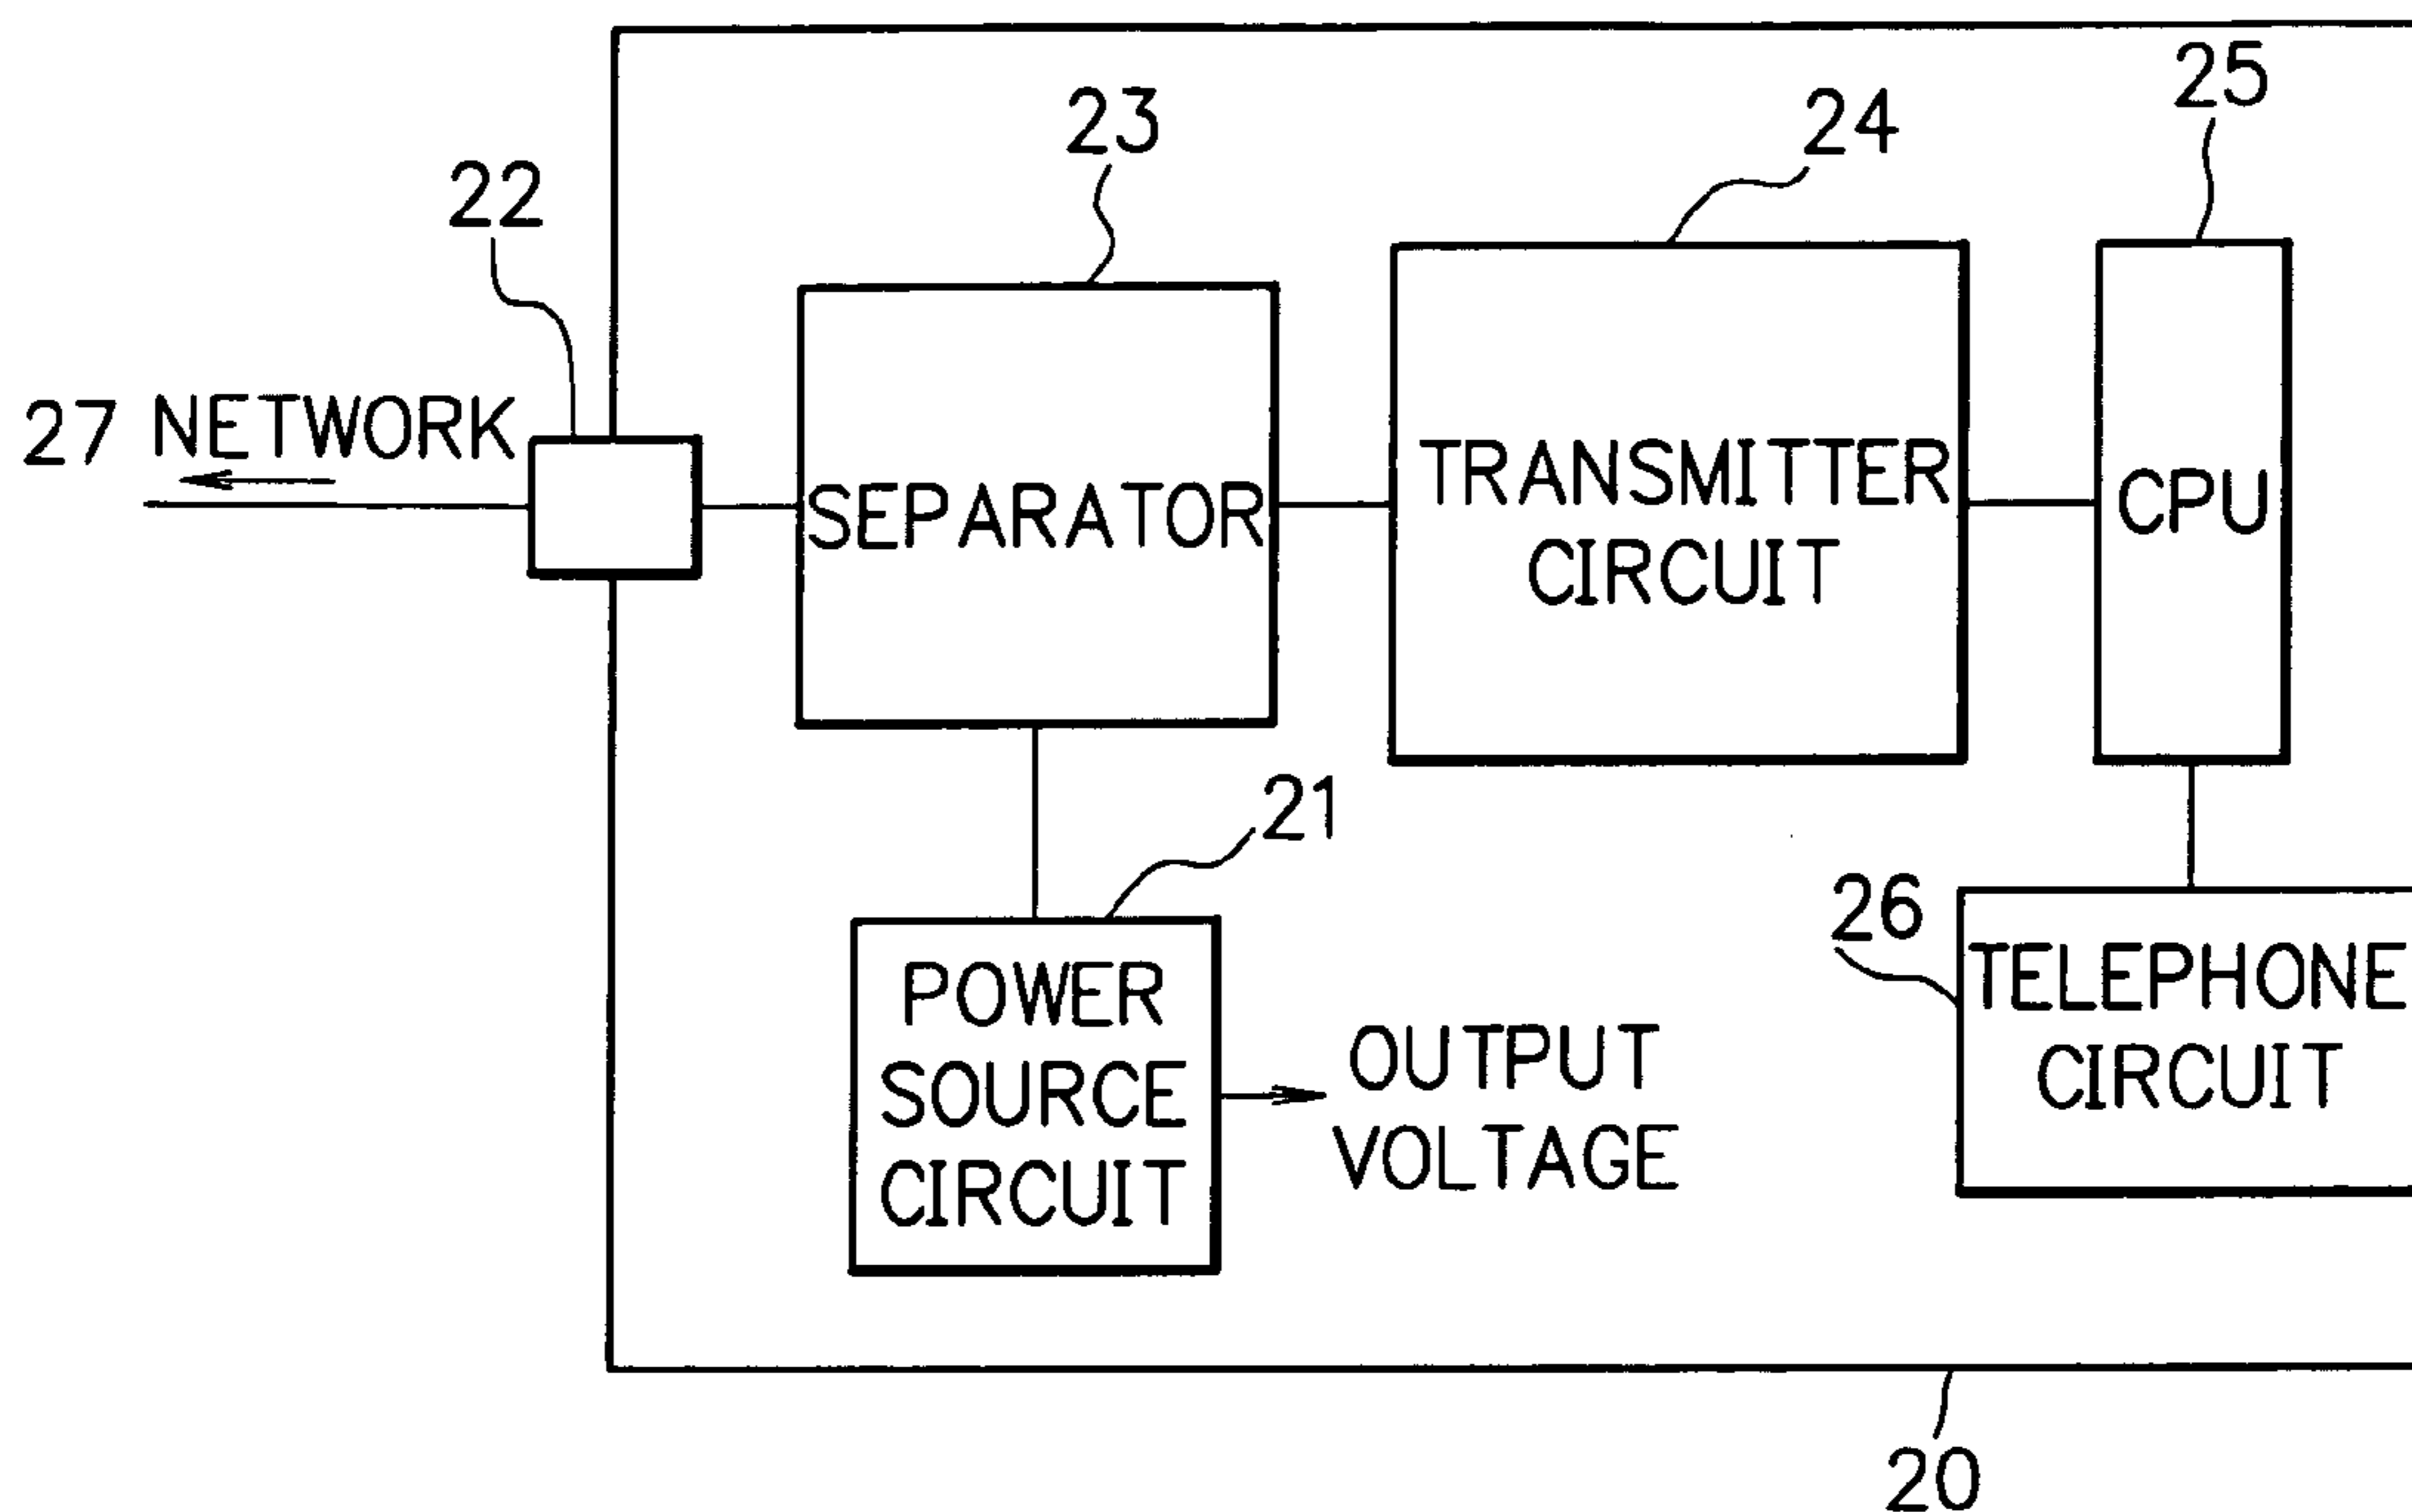 25
23
24
22
27 NETWORK
SEPARATOR
TRANSMITTER
CIRCUIT
CPU
21
26
POWER
SOURCE
CIRCUIT
OUTPUT
VOLTAGE
TELEPHONE
CIRCUIT
20